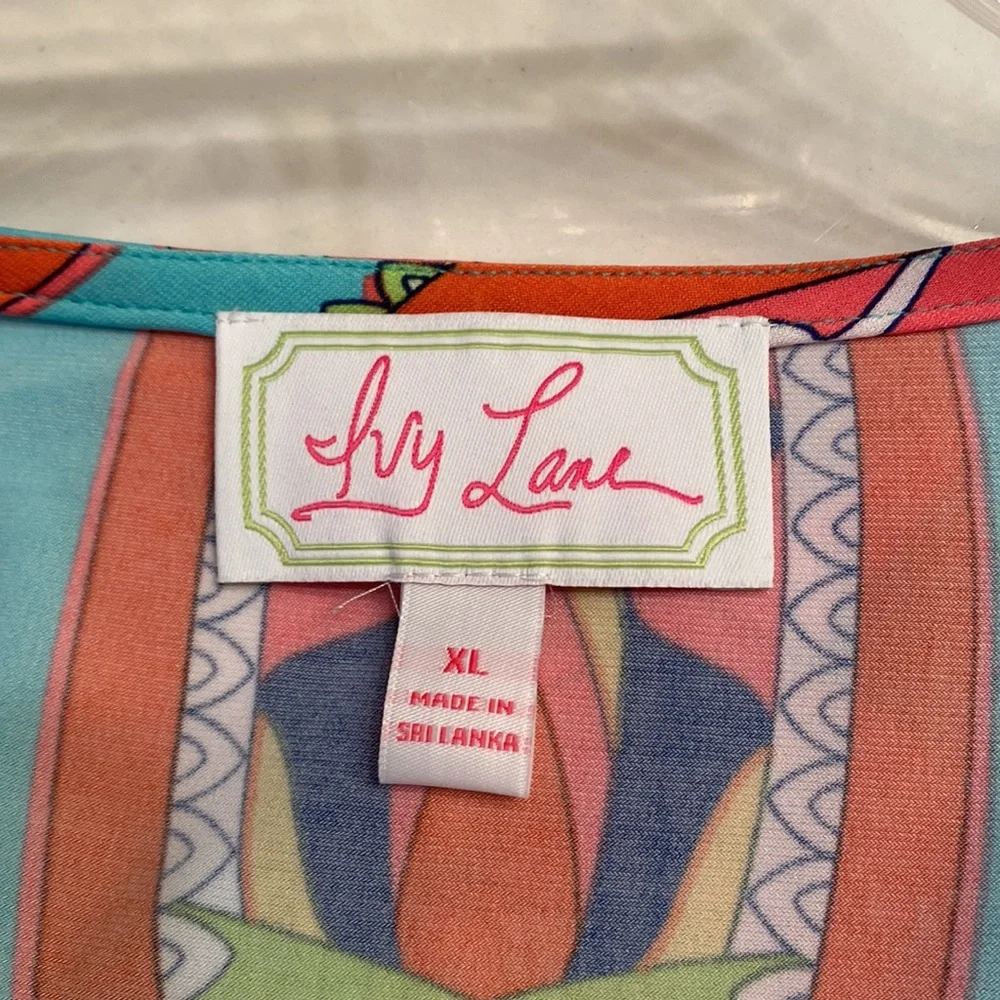 Ivy Lane
XL
MADE IN
SRI LANKA